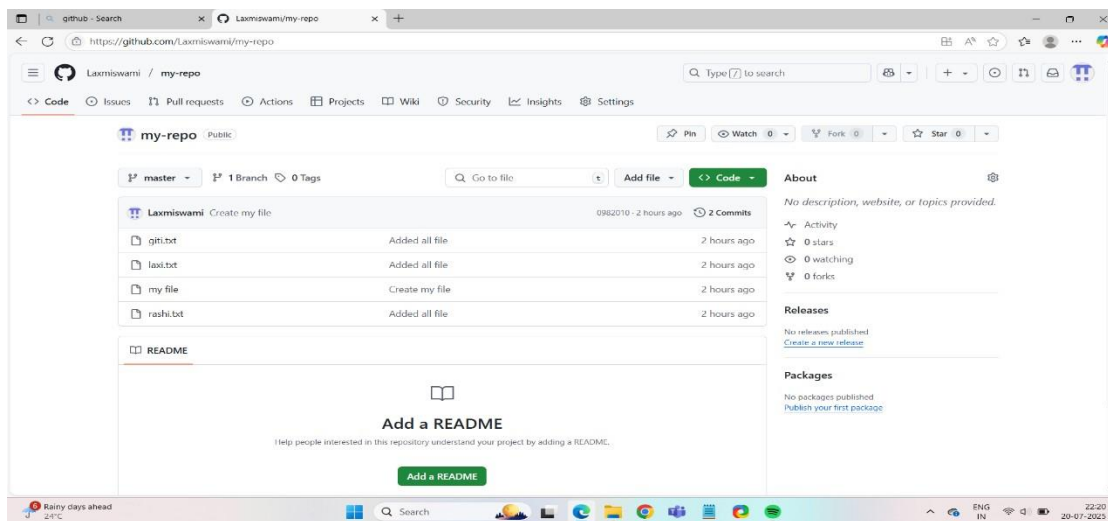 github - Search
Laxmiswami/my-repo
https://github.com/Laxmiswami/my-repo
Laxmiswami / my-repo
Type / to search
Code Issues Pull requests Actions Projects Wiki Security Insights Settings
my-repo Public
Pin Watch 0 Fork 0 Star 0
master 1 Branch 0 Tags Go to file t Add file Code
Laxmiswami Create my file 0982010 · 2 hours ago 2 Commits
giti.txt Added all file 2 hours ago
laxi.txt Added all file 2 hours ago
my file Create my file 2 hours ago
rashi.txt Added all file 2 hours ago
README
Add a README
Help people interested in this repository understand your project by adding a README.
Add a README
About
No description, website, or topics provided.
Activity
0 stars
0 watching
0 forks
Releases
No releases published
Create a new release
Packages
No packages published
Publish your first package
6
Rainy days ahead
24°C
Search
ENG
IN
22:20
20-07-2025